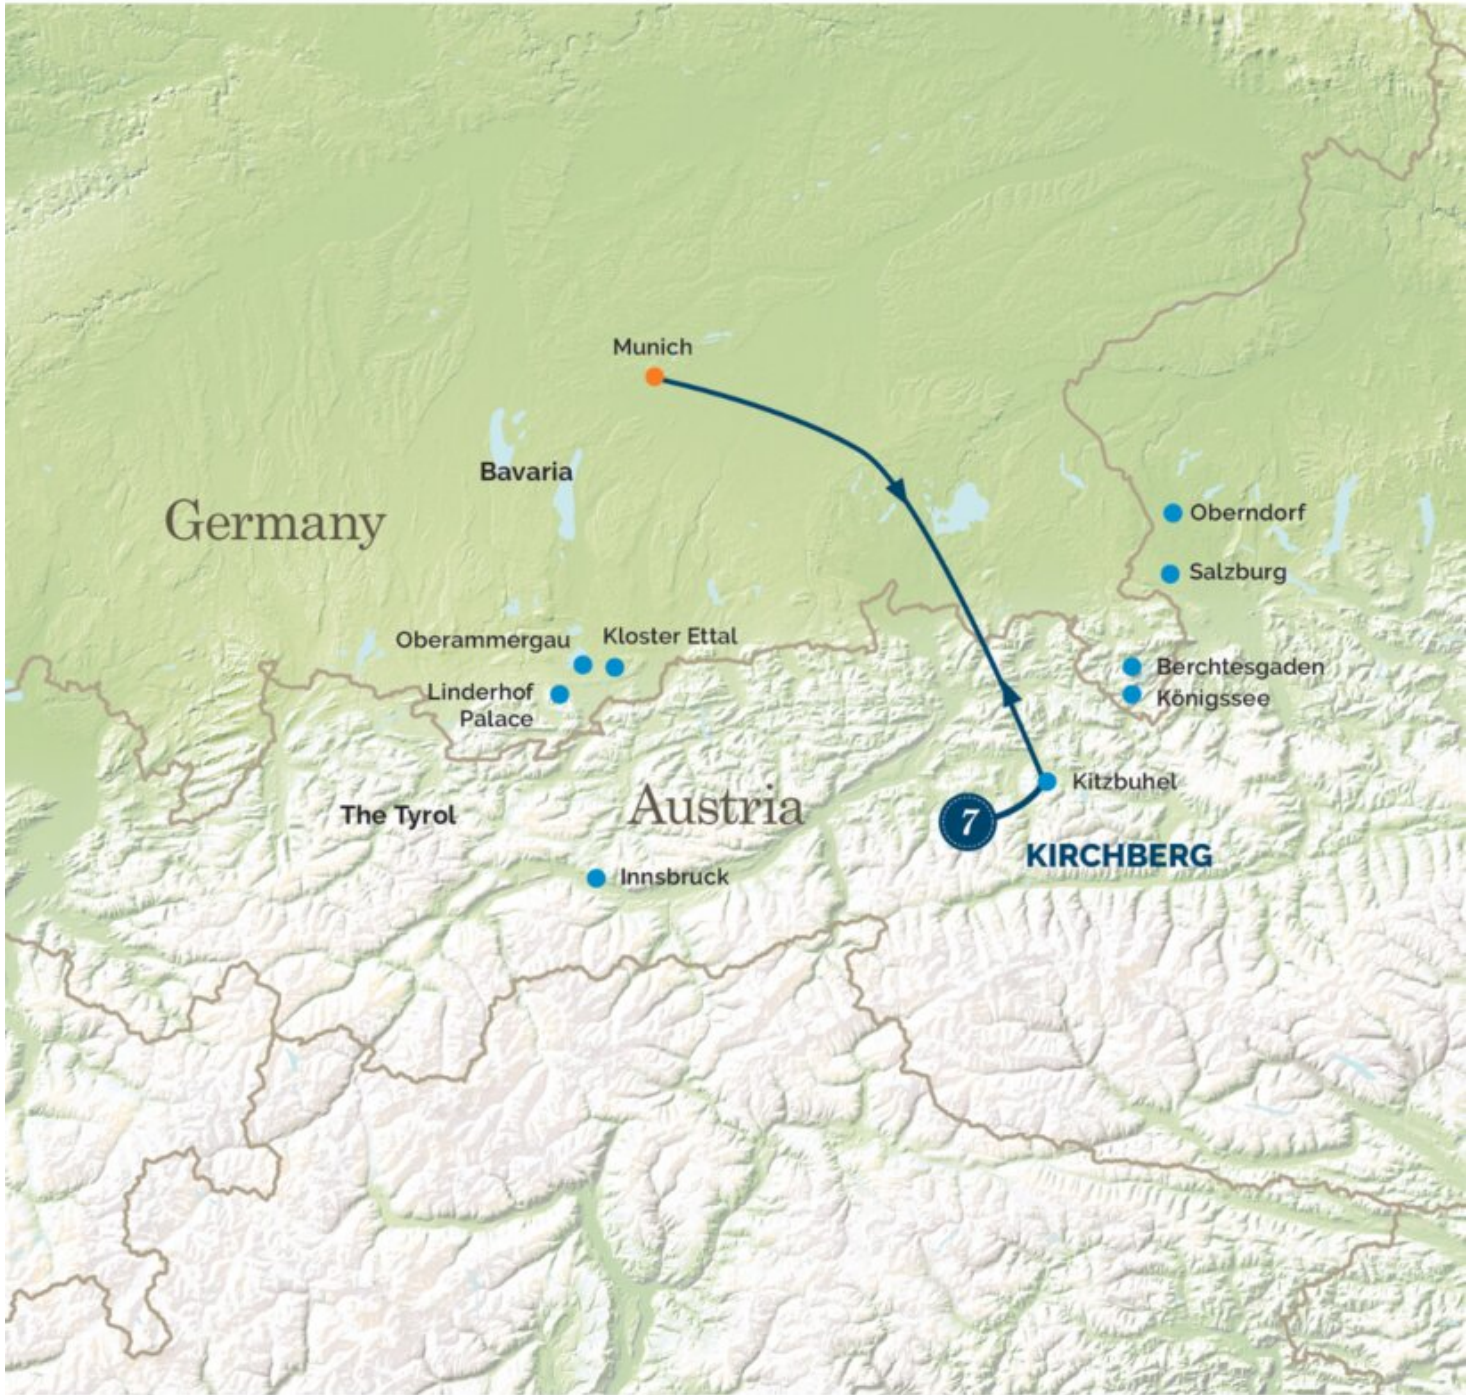 Munich
Bavaria
Germany
Oberndorf
Salzburg
Oberammergau
Kloster Ettal
Berchtesgaden
Linderhof
Palace
Königssee
Kitzbuhel
The Tyrol
Austria
7
KIRCHBERG
Innsbruck